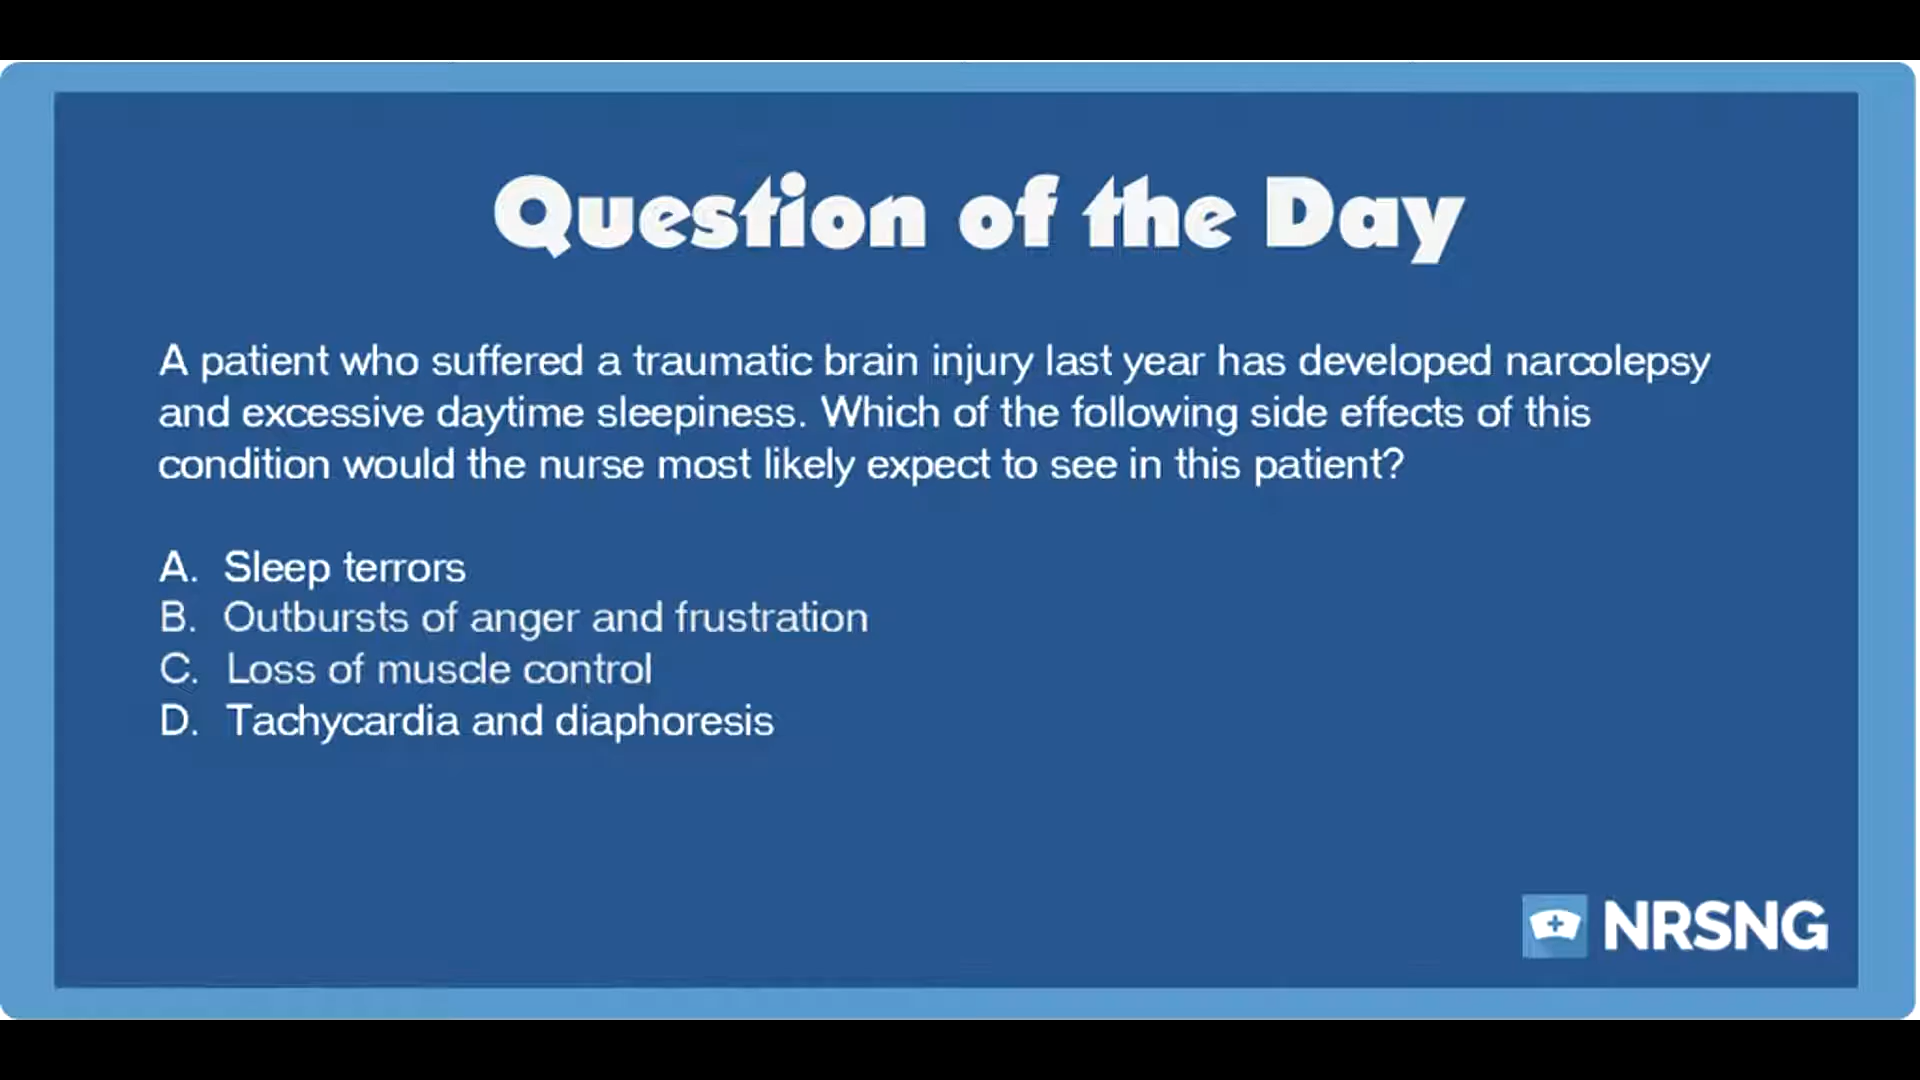 Question of the Day
A patient who suffered a traumatic brain injury last year has developed narcolepsy
and excessive daytime sleepiness. Which of the following side effects of this
condition would the nurse most likely expect to see in this patient?
A. Sleep terrors
B. Outbursts of anger and frustration
C. Loss of muscle control
D. Tachycardia and diaphoresis
NRSNG